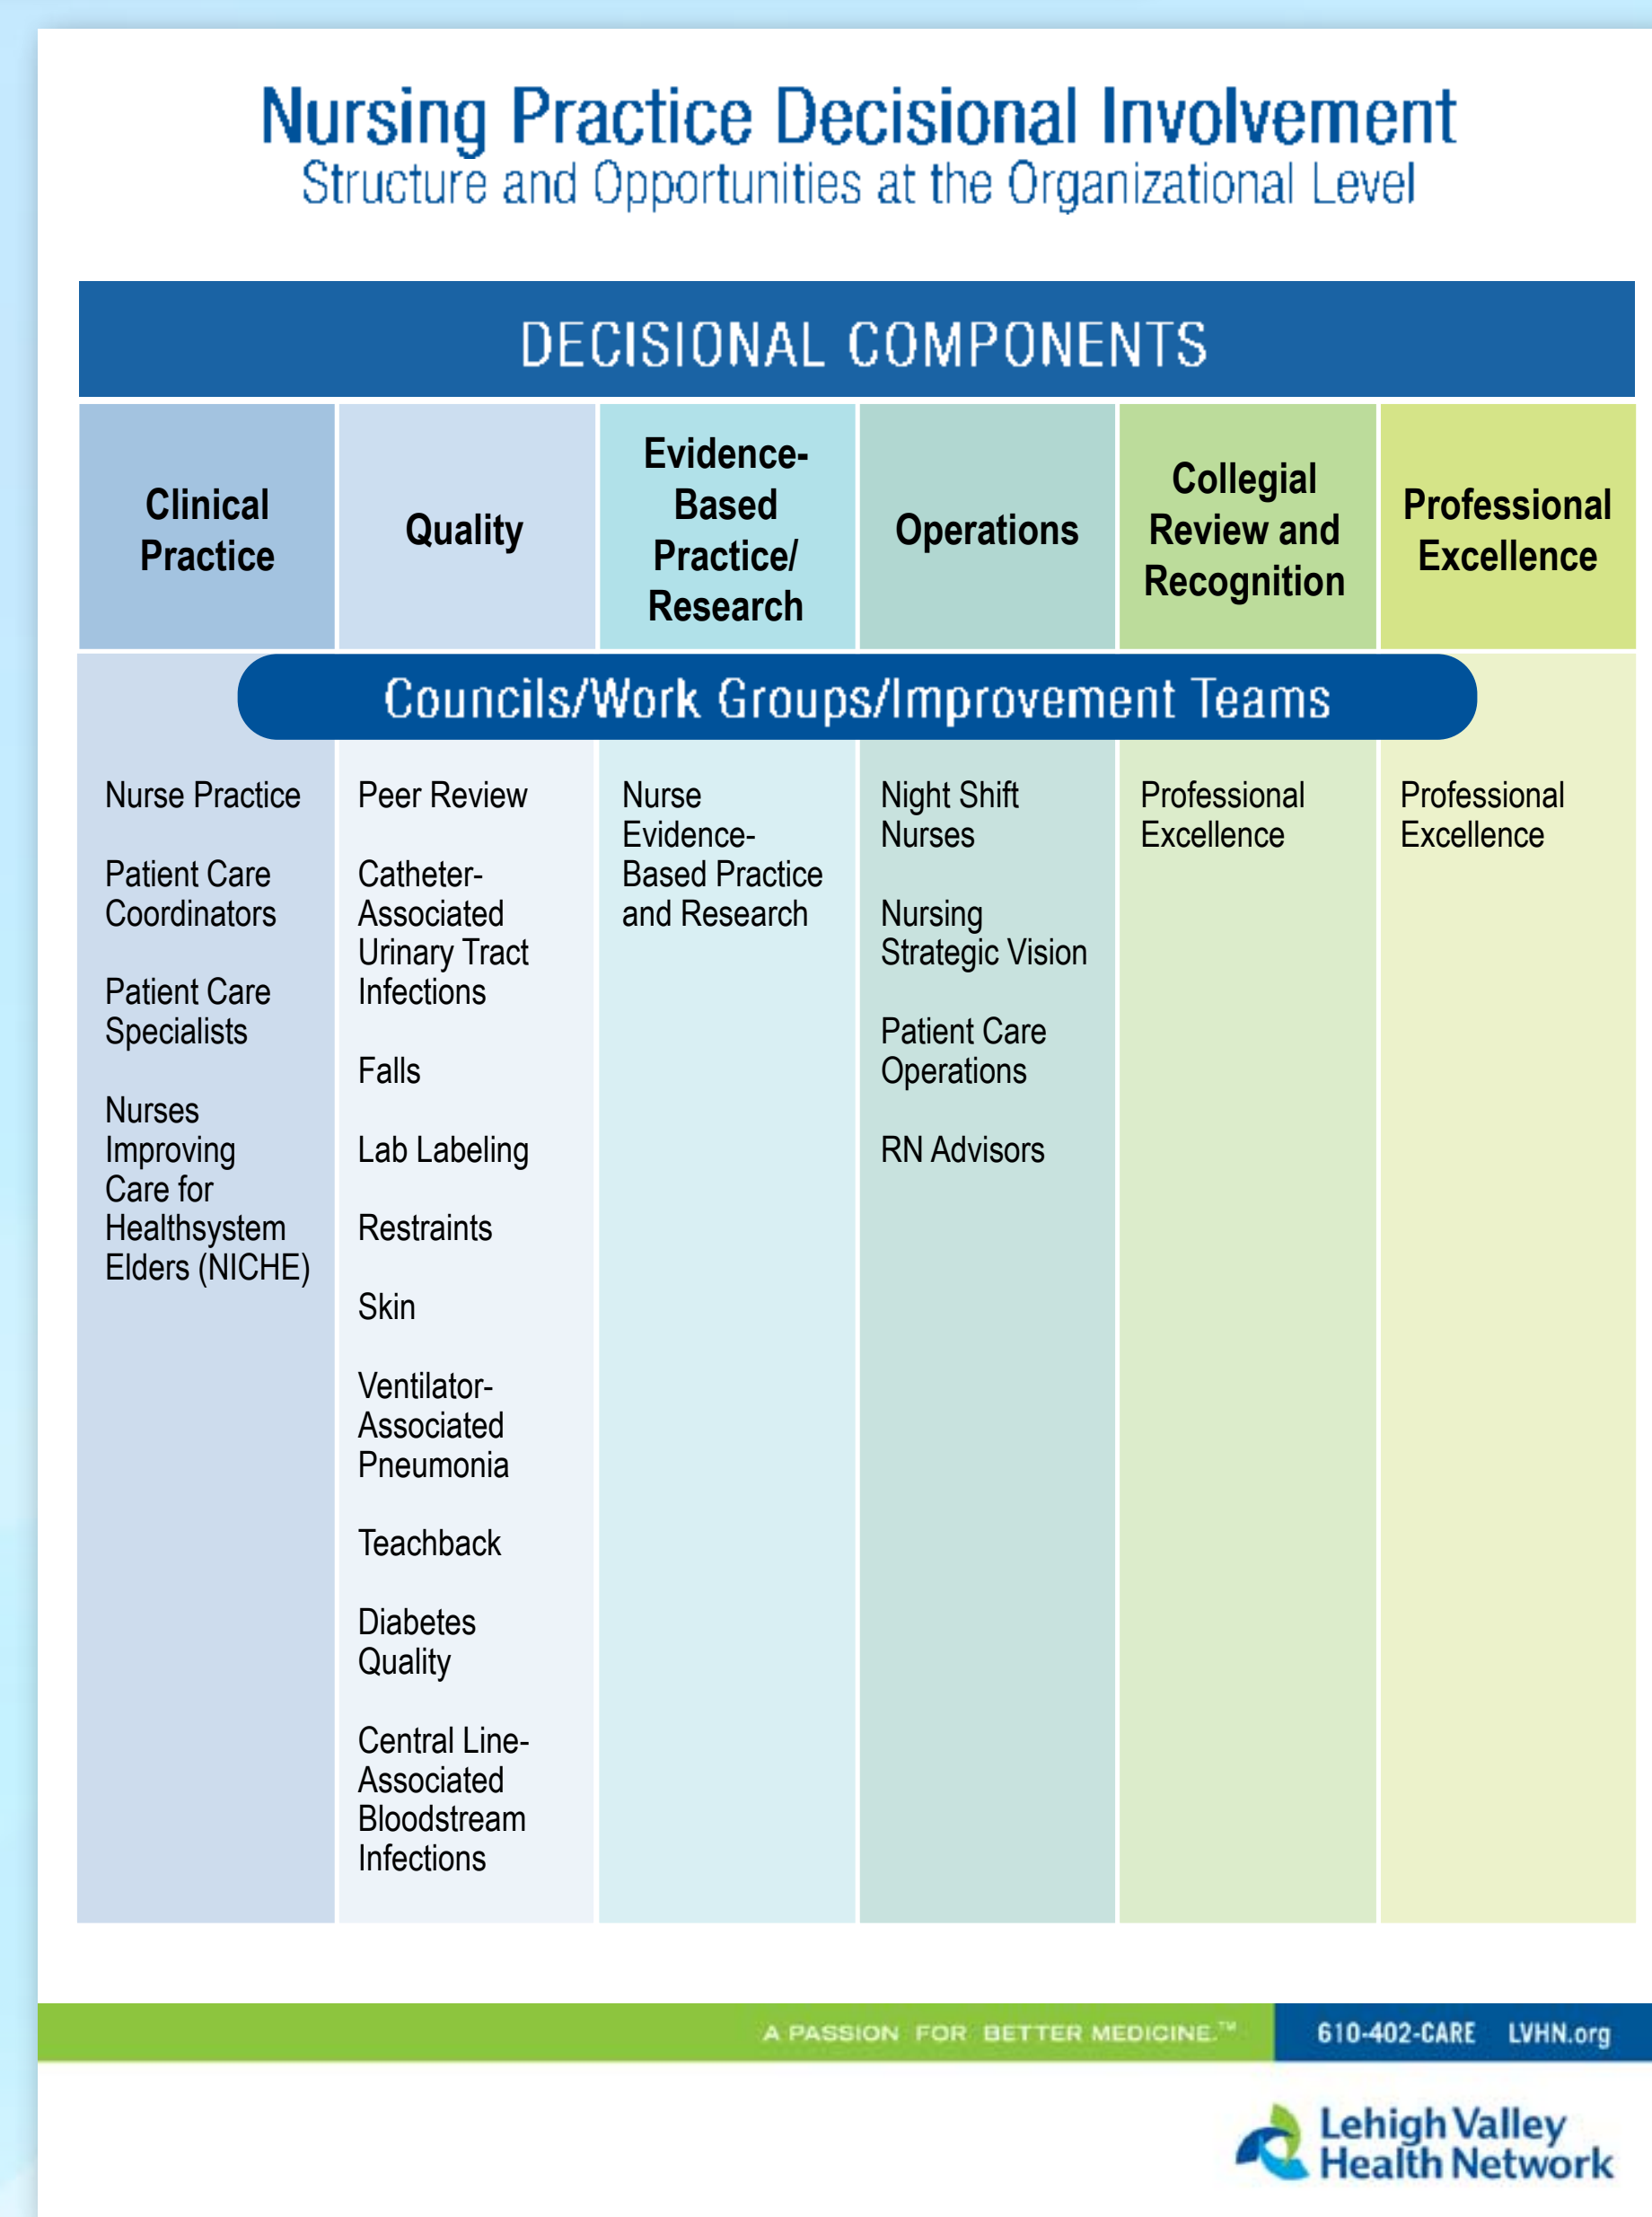 Nursing Practice Decisional Involvement
Structure and Opportunities at the Organizational Level
DECISIONAL COMPONENTS
Clinical
Practice
Quality
Evidence-
Based
Practice/
Research
Operations
Collegial
Review and
Recognition
Professional
Excellence
Councils/Work Groups/Improvement Teams
Nurse Practice
Patient Care
Coordinators
Patient Care
Specialists
Nurses
Improving
Care for
Healthsystem
Elders (NICHE)
Peer Review
Catheter-
Associated
Urinary Tract
Infections
Falls
Lab Labeling
Restraints
Skin
Ventilator-
Associated
Pneumonia
Teachback
Diabetes
Quality
Central Line-
Associated
Bloodstream
Infections
Nurse
Evidence-
Based Practice
and Research
Night Shift
Nurses
Nursing
Strategic Vision
Patient Care
Operations
RN Advisors
Professional
Excellence
Professional
Excellence
A PASSION FOR BETTER MEDICINE.™
610-402-CARE LVHN.org
Lehigh Valley
Health Network